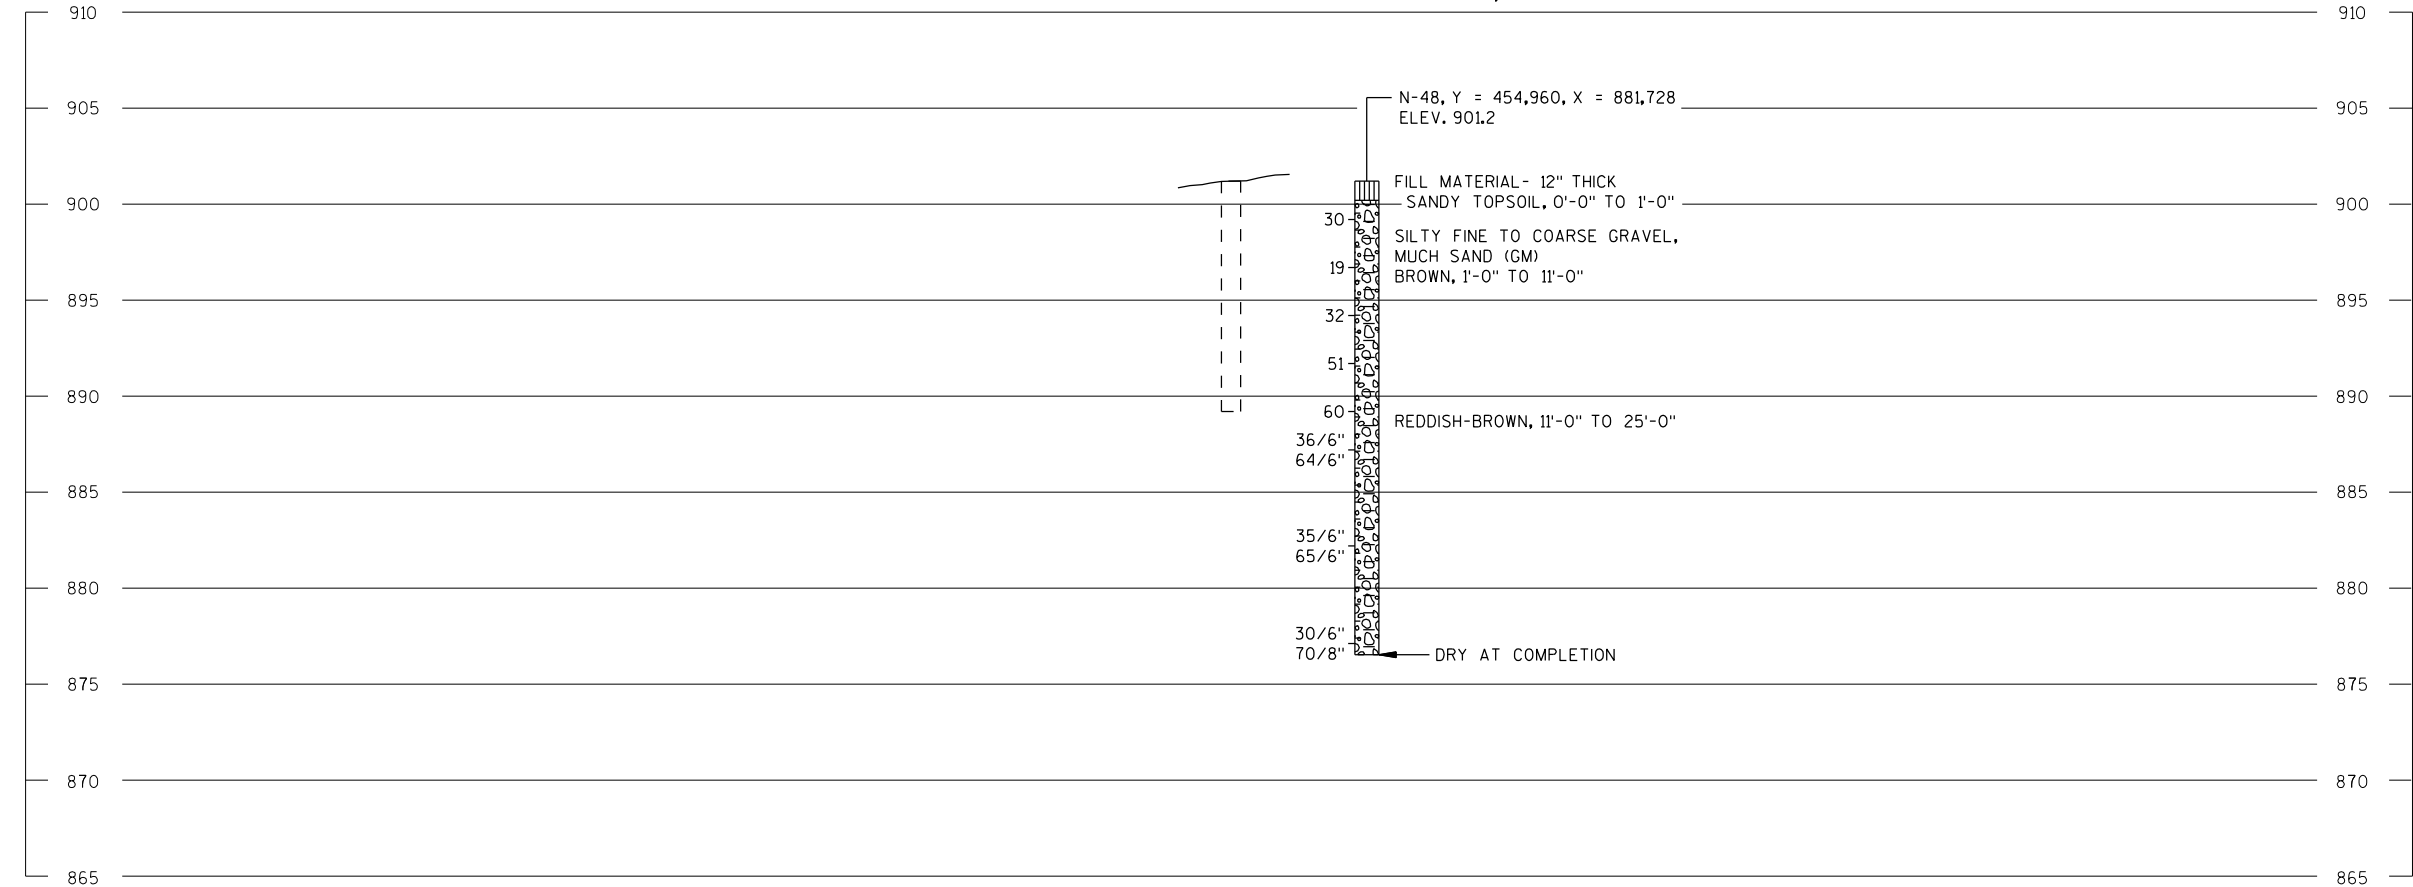 910 910
N-48, Y = 454,960, X = 881,728
905 905
ELEV. 901.2
FILL MATERIAL- 12" THICK
900 SANDY TOPSOIL, 0'-0" TO 1'-0" 900
30
SILTY FINE TO COARSE GRAVEL,
MUCH SAND (GM)
19
BROWN, 1'-0" TO 11'-0"
895 895
32
51
890 890
60
REDDISH-BROWN, 11'-0" TO 25'-0"
36/6"
64/6"
885 885
35/6"
65/6"
880 880
30/6"
70/8" DRY AT COMPLETION
875 875
870 870
865 865